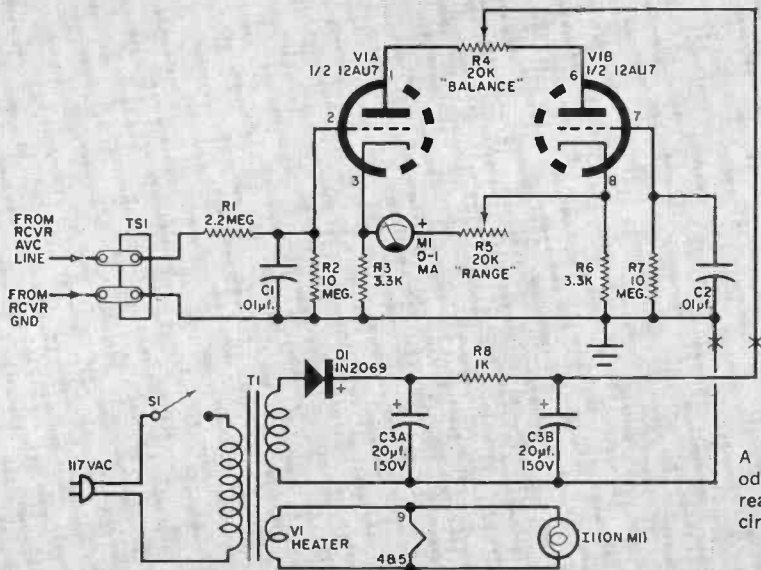 V1A
1/2 12AU7
1
R4
20K
"BALANCE"
6
V1B
1/2 12AU7
2
7
3
8
FROM
RCVR
AVC
LINE
TS1
R1
2.2MEG
FROM
RCVR
GND
C1
.01µf.
R2
10
MEG.
R3
3.3K
+
M1
0-1
MA
R5
20K
"RANGE"
R6
3.3K
R7
10
MEG.
C2
.01µf.
S1
T1
D1
1N2069
+
R8
1K
117VAC
+
C3A
20µf.
150V
+
C3B
20µf.
150V
V1
HEATER
9
4&5
I1(ON M1)
A
od
rea
cir